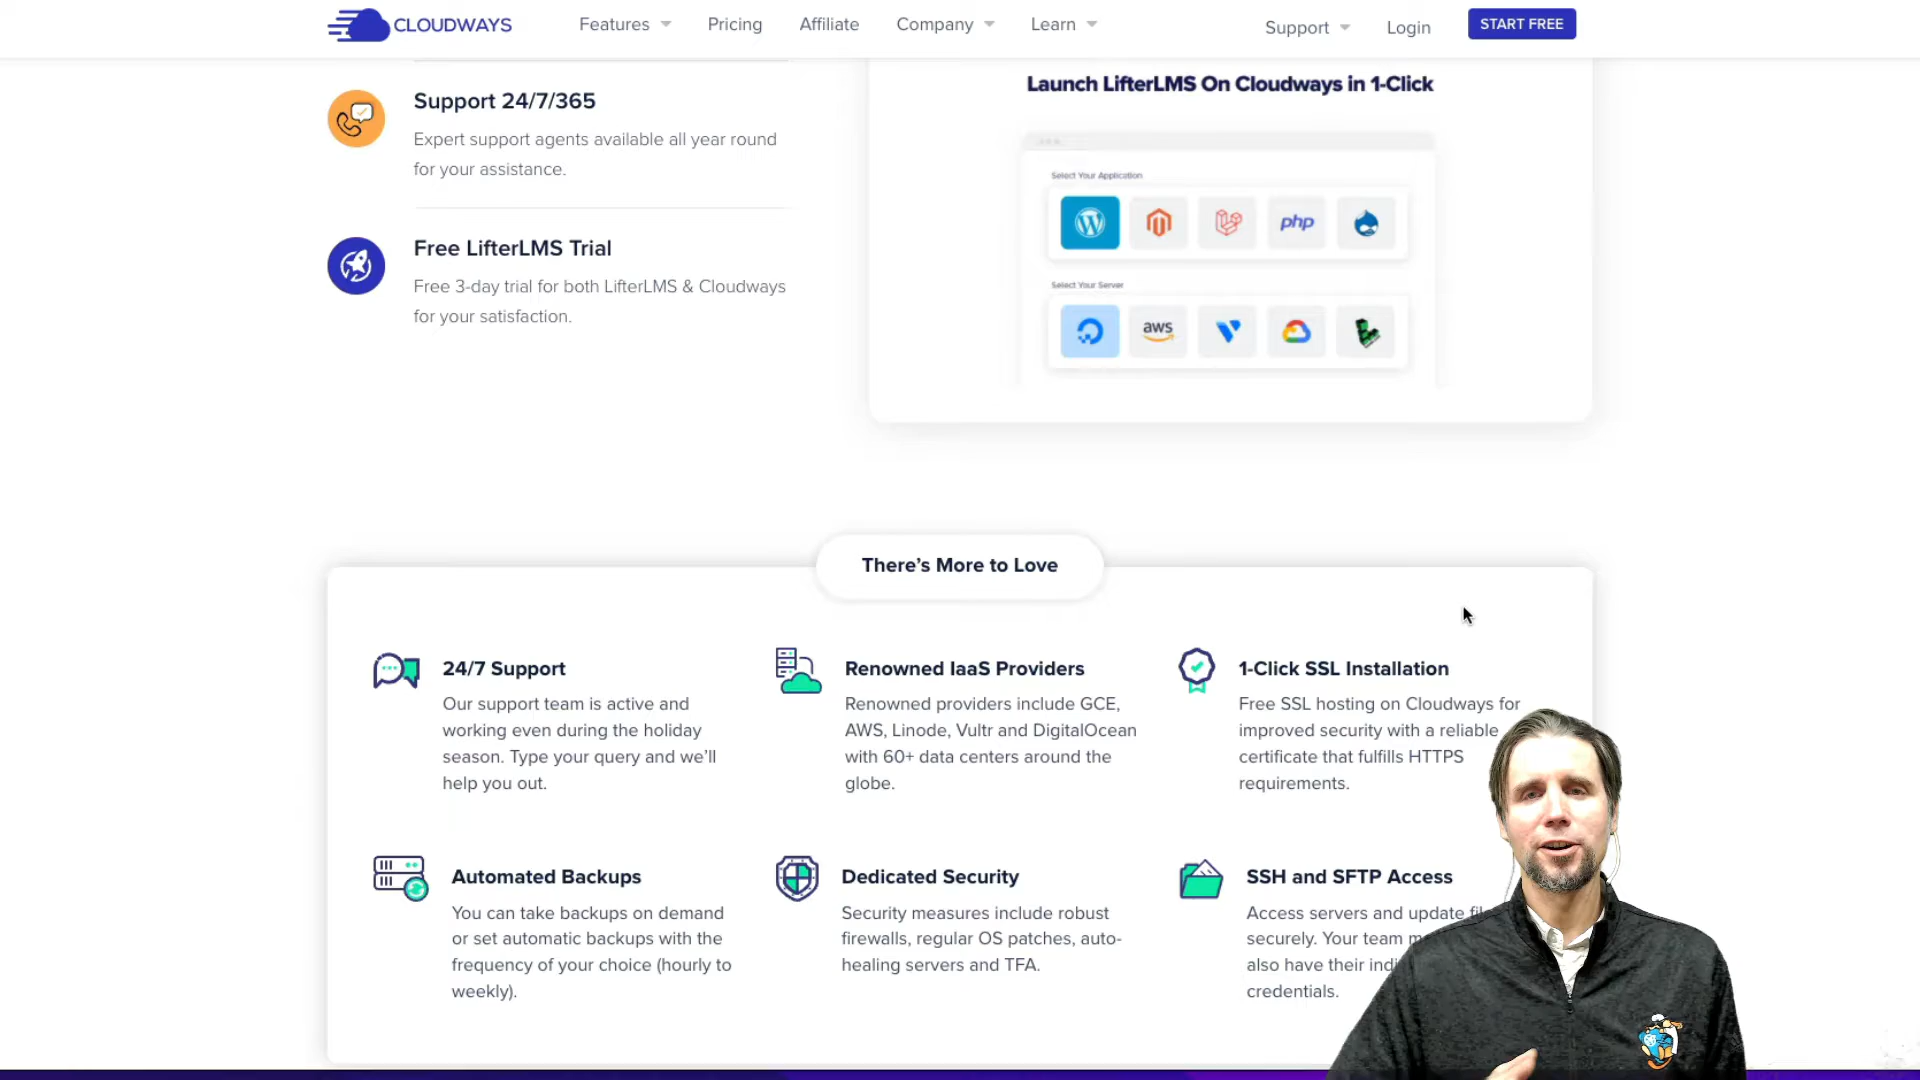 CLOUDWAYS
Features
Pricing
Affiliate
Company
Learn
Support
Login
START FREE
Support 24/7/365
Expert support agents available all year round
for your assistance.
Free LifterLMS Trial
Free 3-day trial for both LifterLMS & Cloudways
for your satisfaction.
Launch LifterLMS On Cloudways in 1-Click
Select Your Application
php
Select Your Server
aws
There's More to Love
24/7 Support
Our support team is active and
working even during the holiday
season. Type your query and we'll
help you out.
Renowned IaaS Providers
Renowned providers include GCE,
AWS, Linode, Vultr and DigitalOcean
with 60+ data centers around the
globe.
1-Click SSL Installation
Free SSL hosting on Cloudways for
improved security with a reliable
certificate that fulfills HTTPS
requirements.
Automated Backups
You can take backups on demand
or set automatic backups with the
frequency of your choice (hourly to
weekly).
Dedicated Security
Security measures include robust
firewalls, regular OS patches, auto-
healing servers and TFA.
SSH and SFTP Access
Access servers and update
securely. Your team
also have their
credentials.